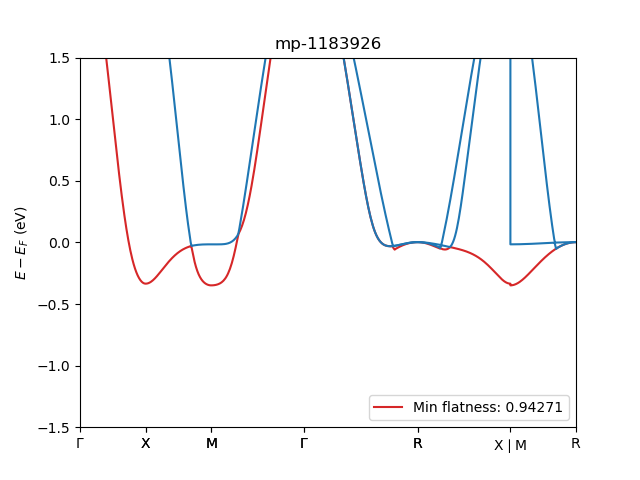 mp-1183926
E − E_F (eV)
1.5
1.0
0.5
0.0
−0.5
−1.0
−1.5
Γ X M Γ R X | M R
Min flatness: 0.94271